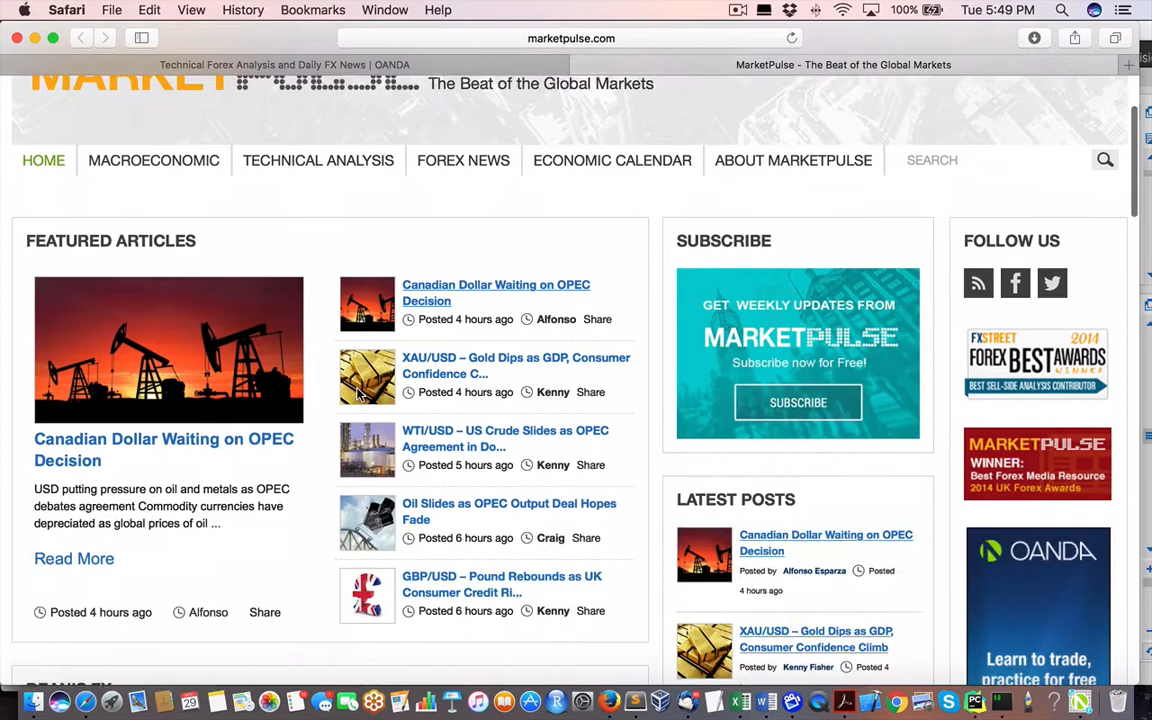 Safari File Edit View History Bookmarks Window Help 100% Tue 5:49 PM
marketpulse.com
Technical Forex Analysis and Daily FX News | OANDA
MarketPulse - The Beat of the Global Markets
MARKETPULSE The Beat of the Global Markets
HOME MACROECONOMIC TECHNICAL ANALYSIS FOREX NEWS ECONOMIC CALENDAR ABOUT MARKETPULSE SEARCH
FEATURED ARTICLES
Canadian Dollar Waiting on OPEC
Decision
USD putting pressure on oil and metals as OPEC
debates agreement Commodity currencies have
depreciated as global prices of oil ...
Read More
Posted 4 hours ago Alfonso Share
Canadian Dollar Waiting on OPEC
Decision
Posted 4 hours ago Alfonso Share
XAU/USD – Gold Dips as GDP, Consumer
Confidence C...
Posted 4 hours ago Kenny Share
WTI/USD – US Crude Slides as OPEC
Agreement in Do...
Posted 5 hours ago Kenny Share
Oil Slides as OPEC Output Deal Hopes
Fade
Posted 6 hours ago Craig Share
GBP/USD – Pound Rebounds as UK
Consumer Credit Ri...
Posted 6 hours ago Kenny Share
SUBSCRIBE
GET WEEKLY UPDATES FROM
MARKETPULSE
Subscribe now for Free!
SUBSCRIBE
LATEST POSTS
Canadian Dollar Waiting on OPEC
Decision
Posted by Alfonso Esparza Posted
4 hours ago
XAU/USD – Gold Dips as GDP,
Consumer Confidence Climb
Posted by Kenny Fisher Posted 4
FOLLOW US
FXSTREET 2014
FOREX BEST AWARDS
WINNER
BEST SELL-SIDE ANALYSIS CONTRIBUTOR
MARKETPULSE
WINNER:
Best Forex Media Resource
2014 UK Forex Awards
OANDA
Learn to trade,
practice for free